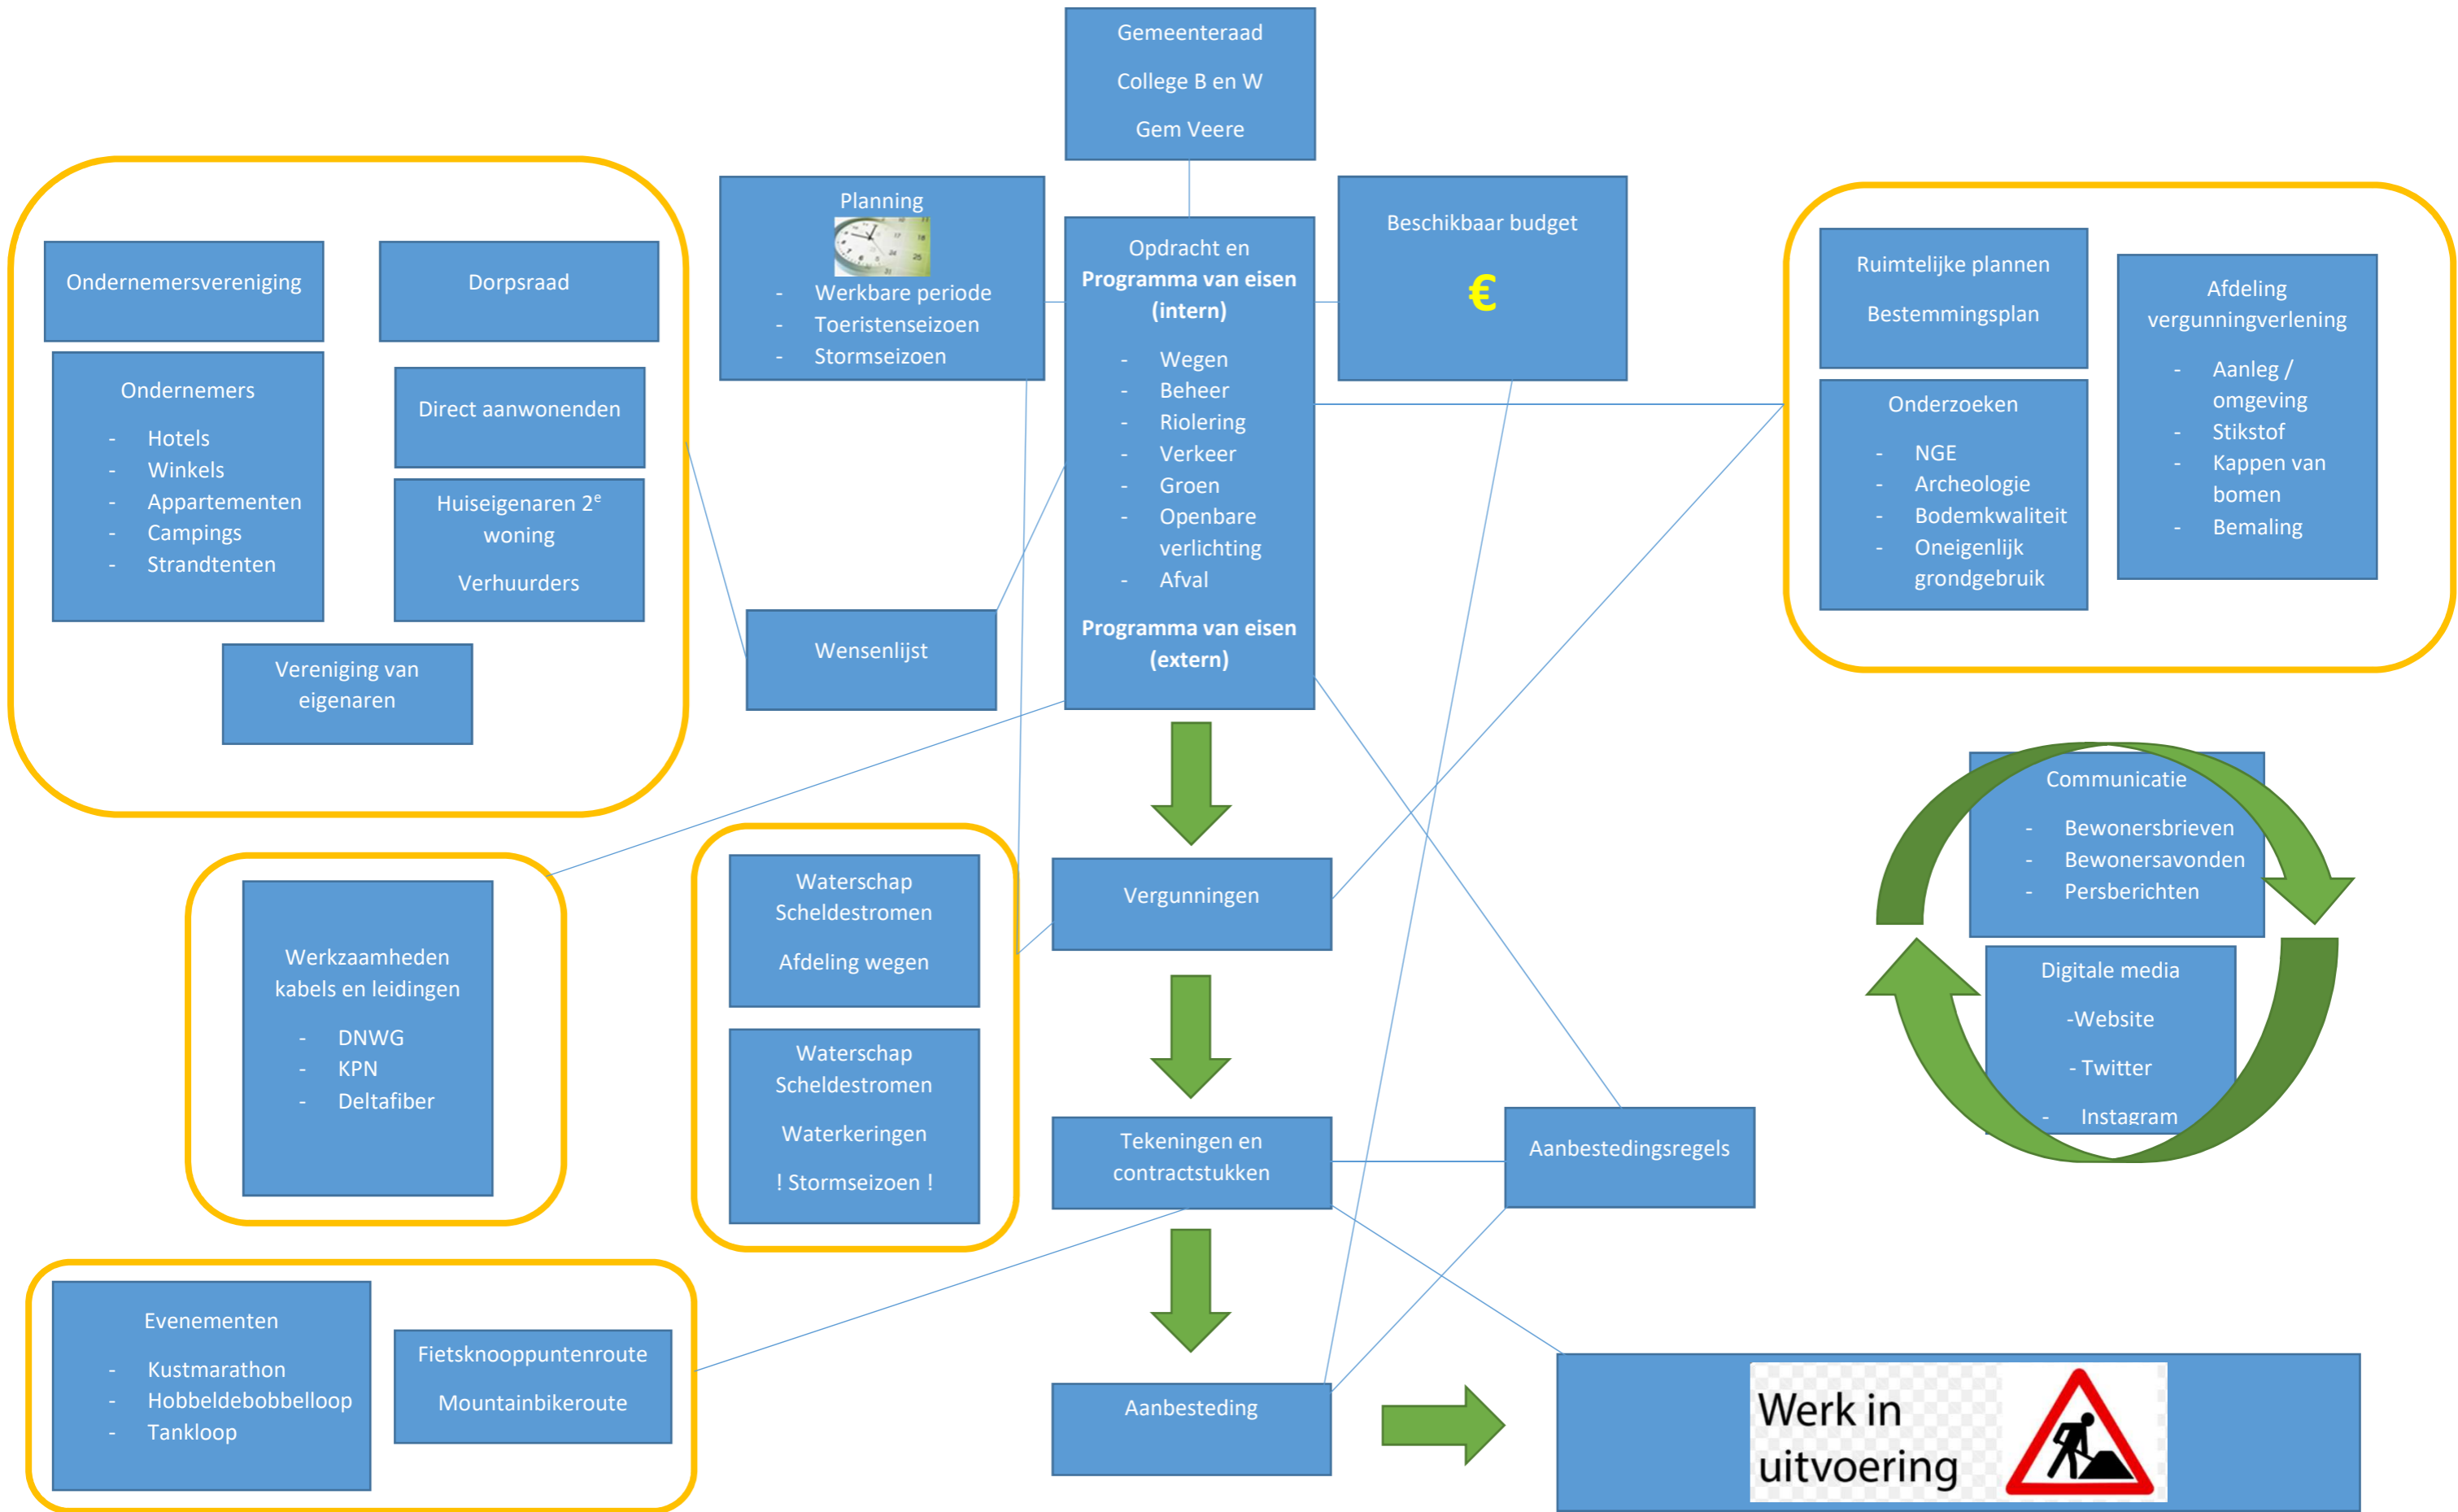 Gemeenteraad
College B en W
Gem Veere
Planning
- Werkbare periode
- Toeristenseizoen
- Stormseizoen
Opdracht en
Programma van eisen
(intern)
- Wegen
- Beheer
- Riolering
- Verkeer
- Groen
- Openbare
verlichting
- Afval
Programma van eisen
(extern)
Beschikbaar budget
€
Ondernemersvereniging
Dorpsraad
Ondernemers
- Hotels
- Winkels
- Appartementen
- Campings
- Strandtenten
Direct aanwonenden
Huiseigenaren 2e
woning
Verhuurders
Vereniging van
eigenaren
Wensenlijst
Ruimtelijke plannen
Bestemmingsplan
Onderzoeken
- NGE
- Archeologie
- Bodemkwaliteit
- Oneigenlijk
grondgebruik
Afdeling
vergunningverlening
- Aanleg /
omgeving
- Stikstof
- Kappen van
bomen
- Bemaling
Communicatie
- Bewonersbrieven
- Bewonersavonden
- Persberichten
Digitale media
-Website
- Twitter
- Instagram
Werkzaamheden
kabels en leidingen
- DNWG
- KPN
- Deltafiber
Waterschap
Scheldestromen
Afdeling wegen
Waterschap
Scheldestromen
Waterkeringen
! Stormseizoen !
Vergunningen
Tekeningen en
contractstukken
Aanbestedingsregels
Evenementen
- Kustmarathon
- Hobbeldebobbelloop
- Tankloop
Fietsknooppuntenroute
Mountainbikeroute
Aanbesteding
Werk in
uitvoering